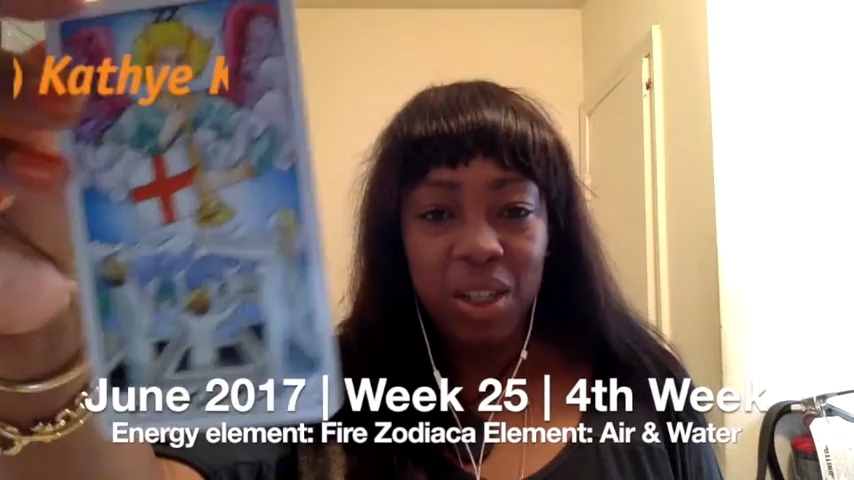 ) Kathye K
June 2017 | Week 25 | 4th Week
Energy element: Fire Zodiaca Element: Air & Water